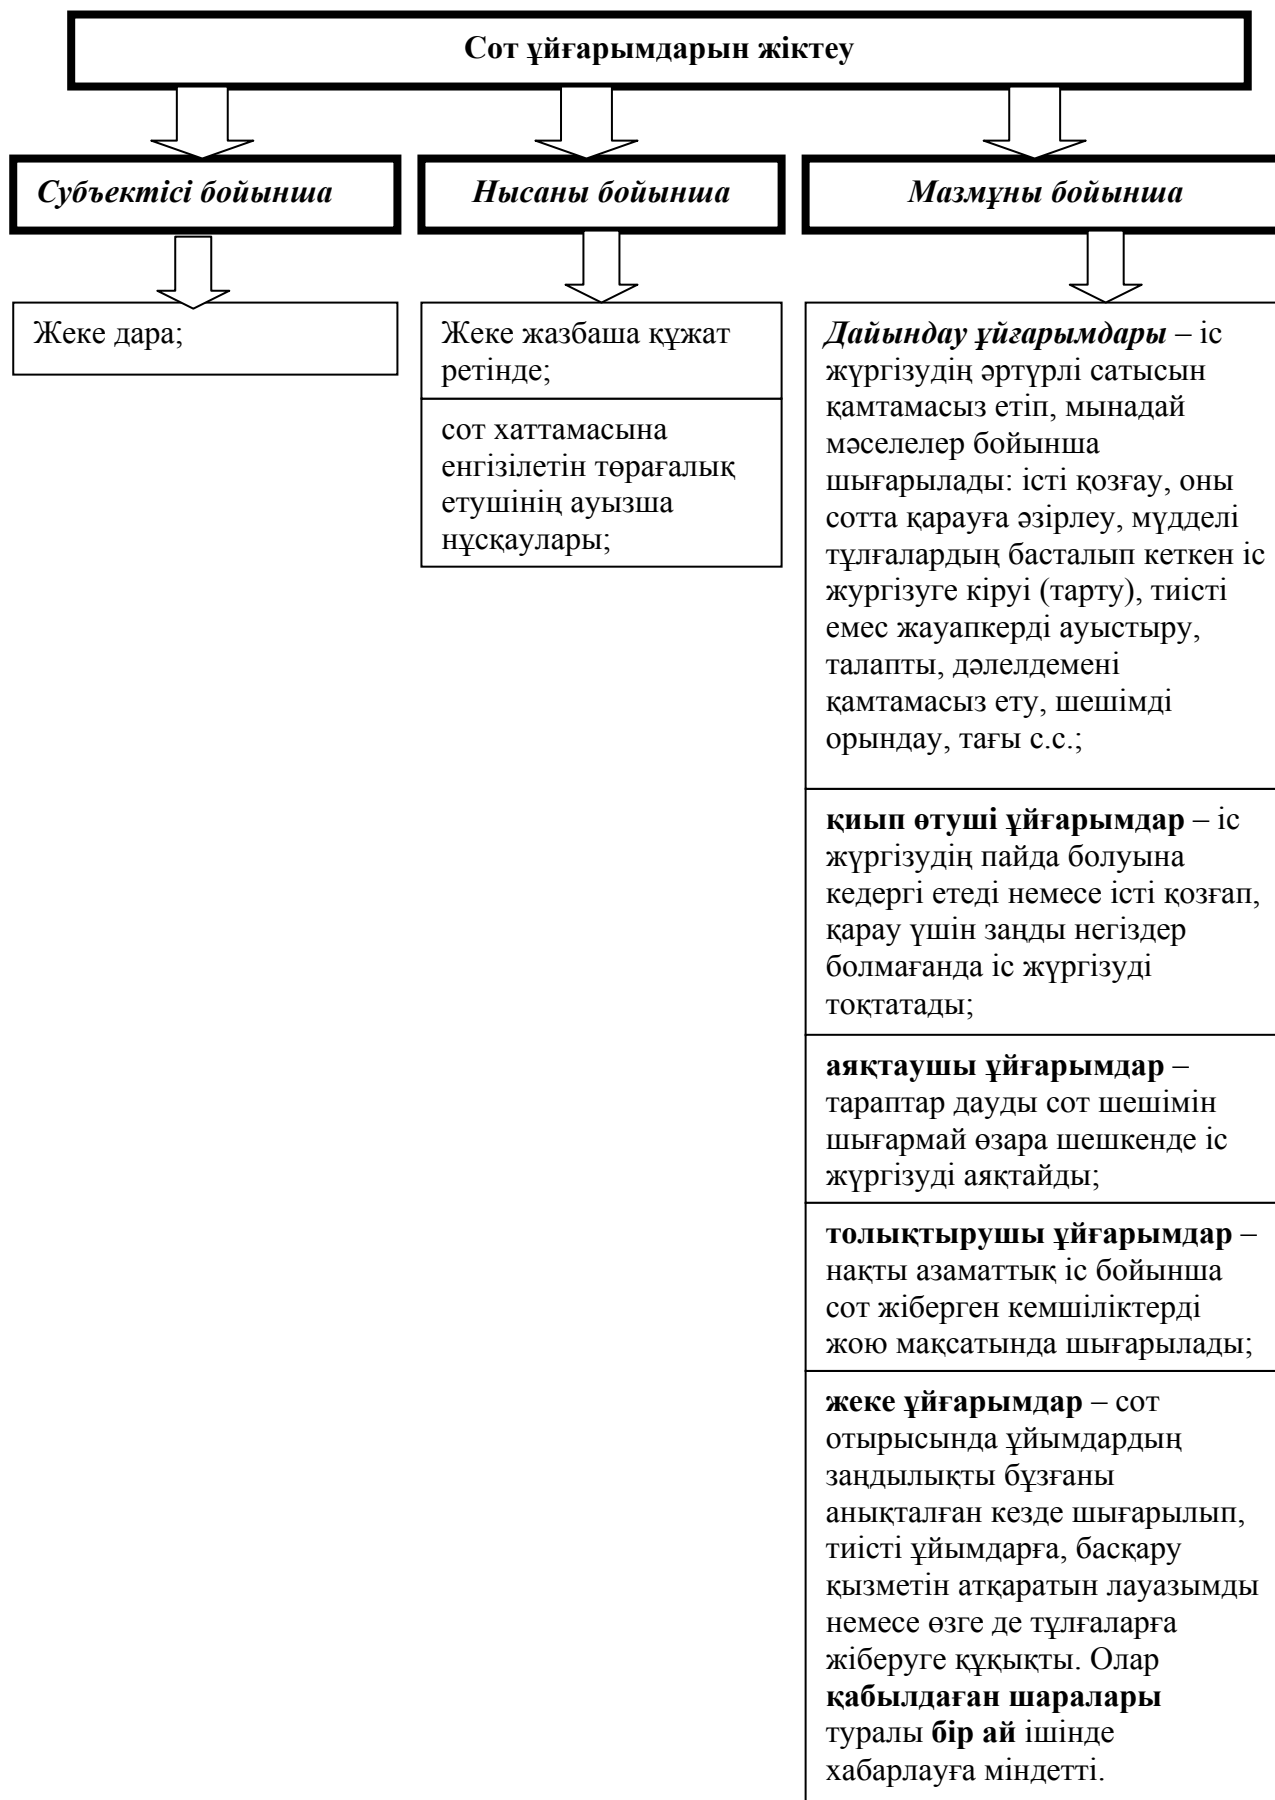 Сот ұйғарымдарын жіктеу
Субъектісі бойынша
Нысаны бойынша
Мазмұны бойынша
Жеке дара;
Жеке жазбаша құжат
ретінде;
сот хаттамасына
енгізілетін төрағалық
етушінің ауызша
нұсқаулары;
Дайындау ұйғарымдары – іс
жүргізудің әртүрлі сатысын
қамтамасыз етіп, мынадай
мәселелер бойынша
шығарылады: істі қозғау, оны
сотта қарауға әзірлеу, мүдделі
тұлғалардың басталып кеткен іс
жургізуге кіруі (тарту), тиісті
емес жауапкерді ауыстыру,
талапты, дәлелдемені
қамтамасыз ету, шешімді
орындау, тағы с.с.;
қиып өтуші ұйғарымдар – іс
жүргізудің пайда болуына
кедергі етеді немесе істі қозғап,
қарау үшін заңды негіздер
болмағанда іс жүргізуді
тоқтатады;
аяқтаушы ұйғарымдар –
тараптар дауды сот шешімін
шығармай өзара шешкенде іс
жүргізуді аяқтайды;
толықтырушы ұйғарымдар –
нақты азаматтық іс бойынша
сот жіберген кемшіліктерді
жою мақсатында шығарылады;
жеке ұйғарымдар – сот
отырысында ұйымдардың
заңдылықты бұзғаны
анықталған кезде шығарылып,
тиісті ұйымдарға, басқару
қызметін атқаратын лауазымды
немесе өзге де тұлғаларға
жіберуге құқықты. Олар
қабылдаған шаралары
туралы бір ай ішінде
хабарлауға міндетті.